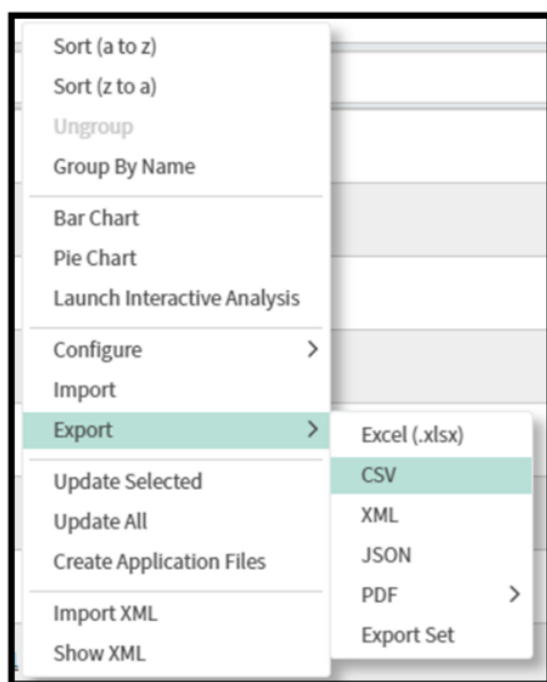 Sort (a to z)
Sort (z to a)
Ungroup
Group By Name
Bar Chart
Pie Chart
Launch Interactive Analysis
Configure
Import
Export
Update Selected
Update All
Create Application Files
Import XML
Show XML
Excel (.xlsx)
CSV
XML
JSON
PDF
Export Set